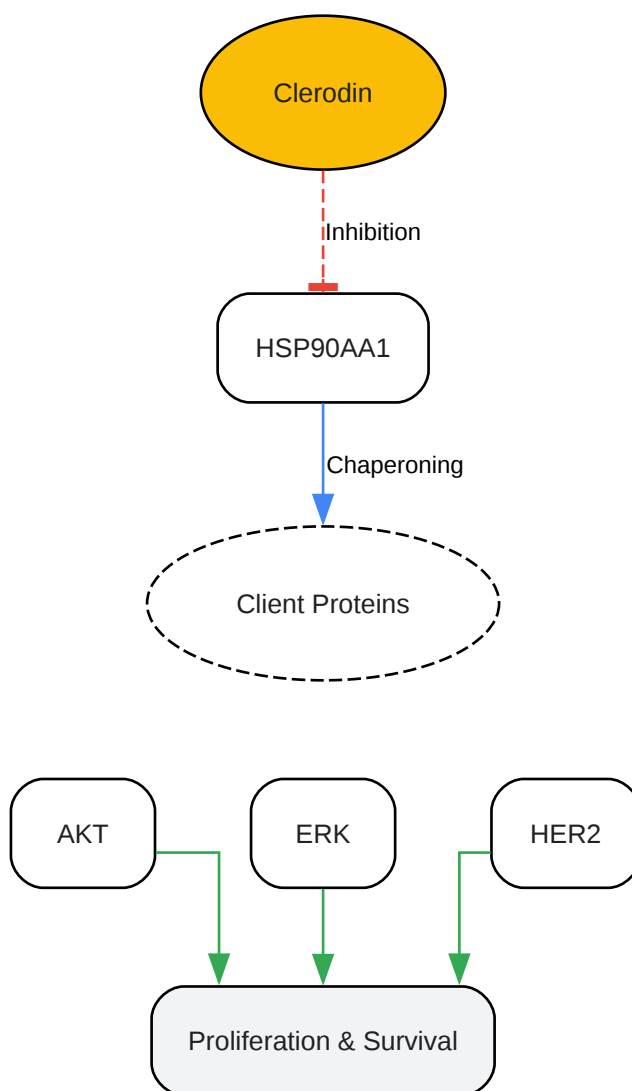 Clerodin
Inhibition
HSP90AA1
Chaperoning
Client Proteins
AKT
ERK
HER2
Proliferation & Survival